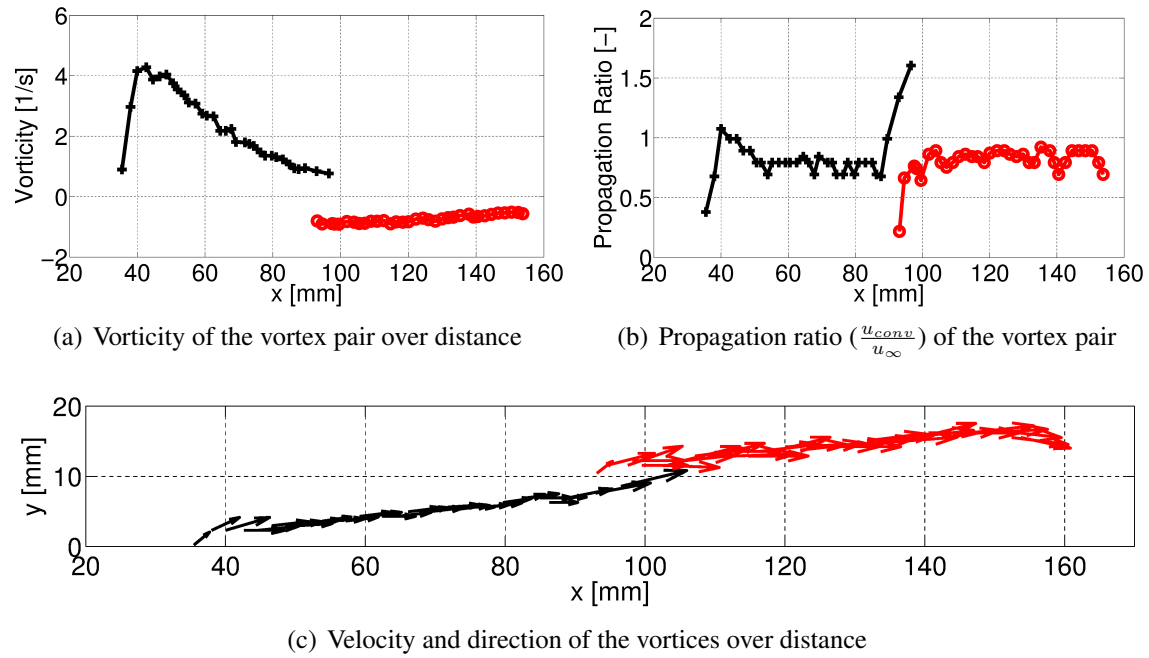 6
4
2
0
−2
Vorticity [1/s]
20 40 60 80 100 120 140 160
x [mm]
(a) Vorticity of the vortex pair over distance
2
1.5
1
0.5
0
Propagation Ratio [−]
20 40 60 80 100 120 140 160
x [mm]
(b) Propagation ratio (u_conv/u_∞) of the vortex pair
20
10
0
y [mm]
20 40 60 80 100 120 140 160
x [mm]
(c) Velocity and direction of the vortices over distance